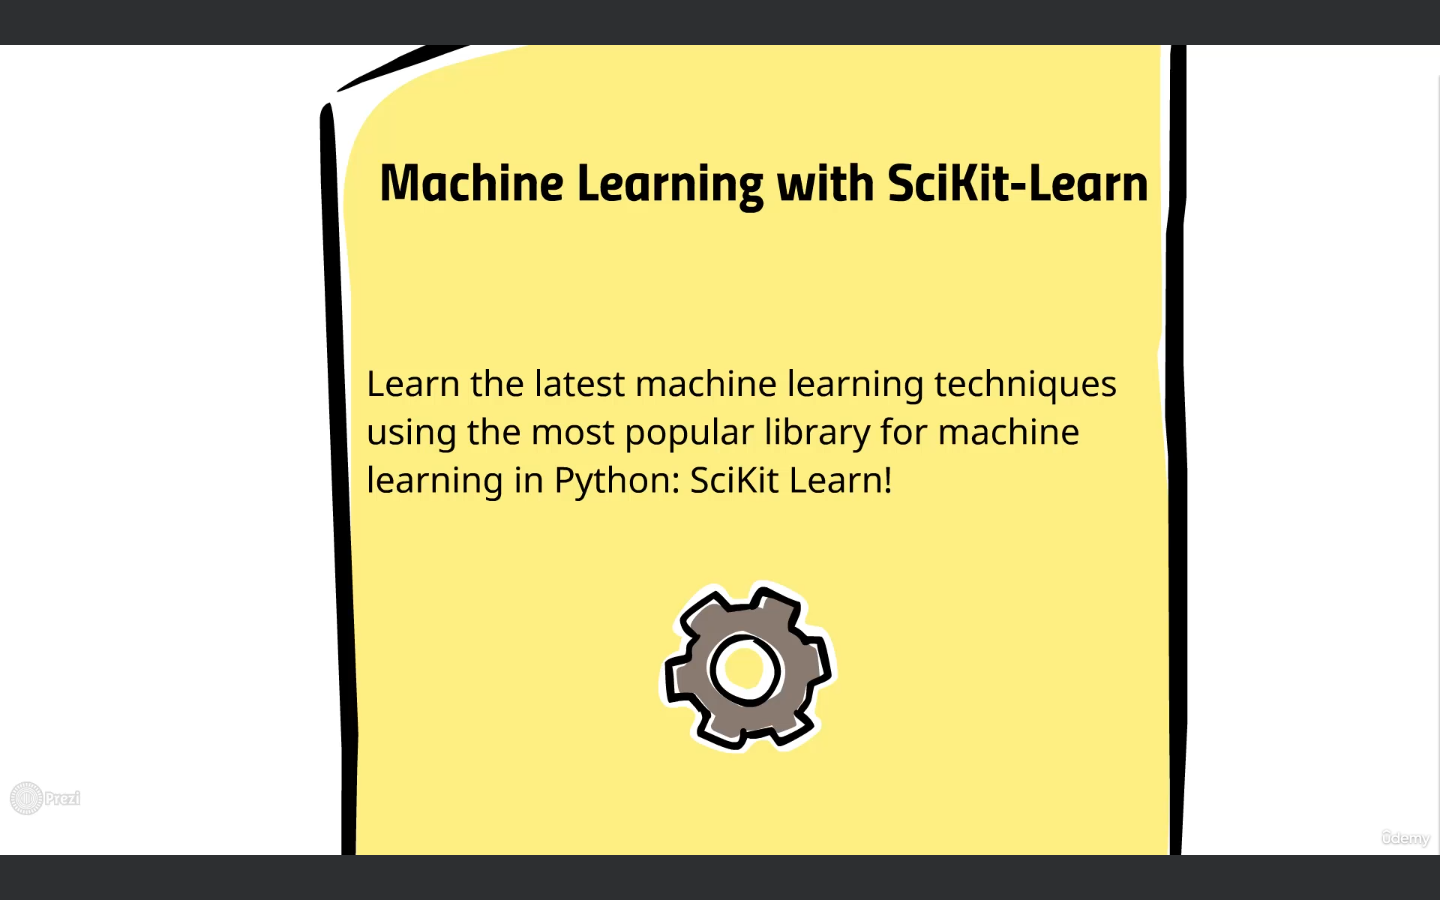 Machine Learning with SciKit-Learn
Learn the latest machine learning techniques
using the most popular library for machine
learning in Python: SciKit Learn!
Prezi
ûdemy